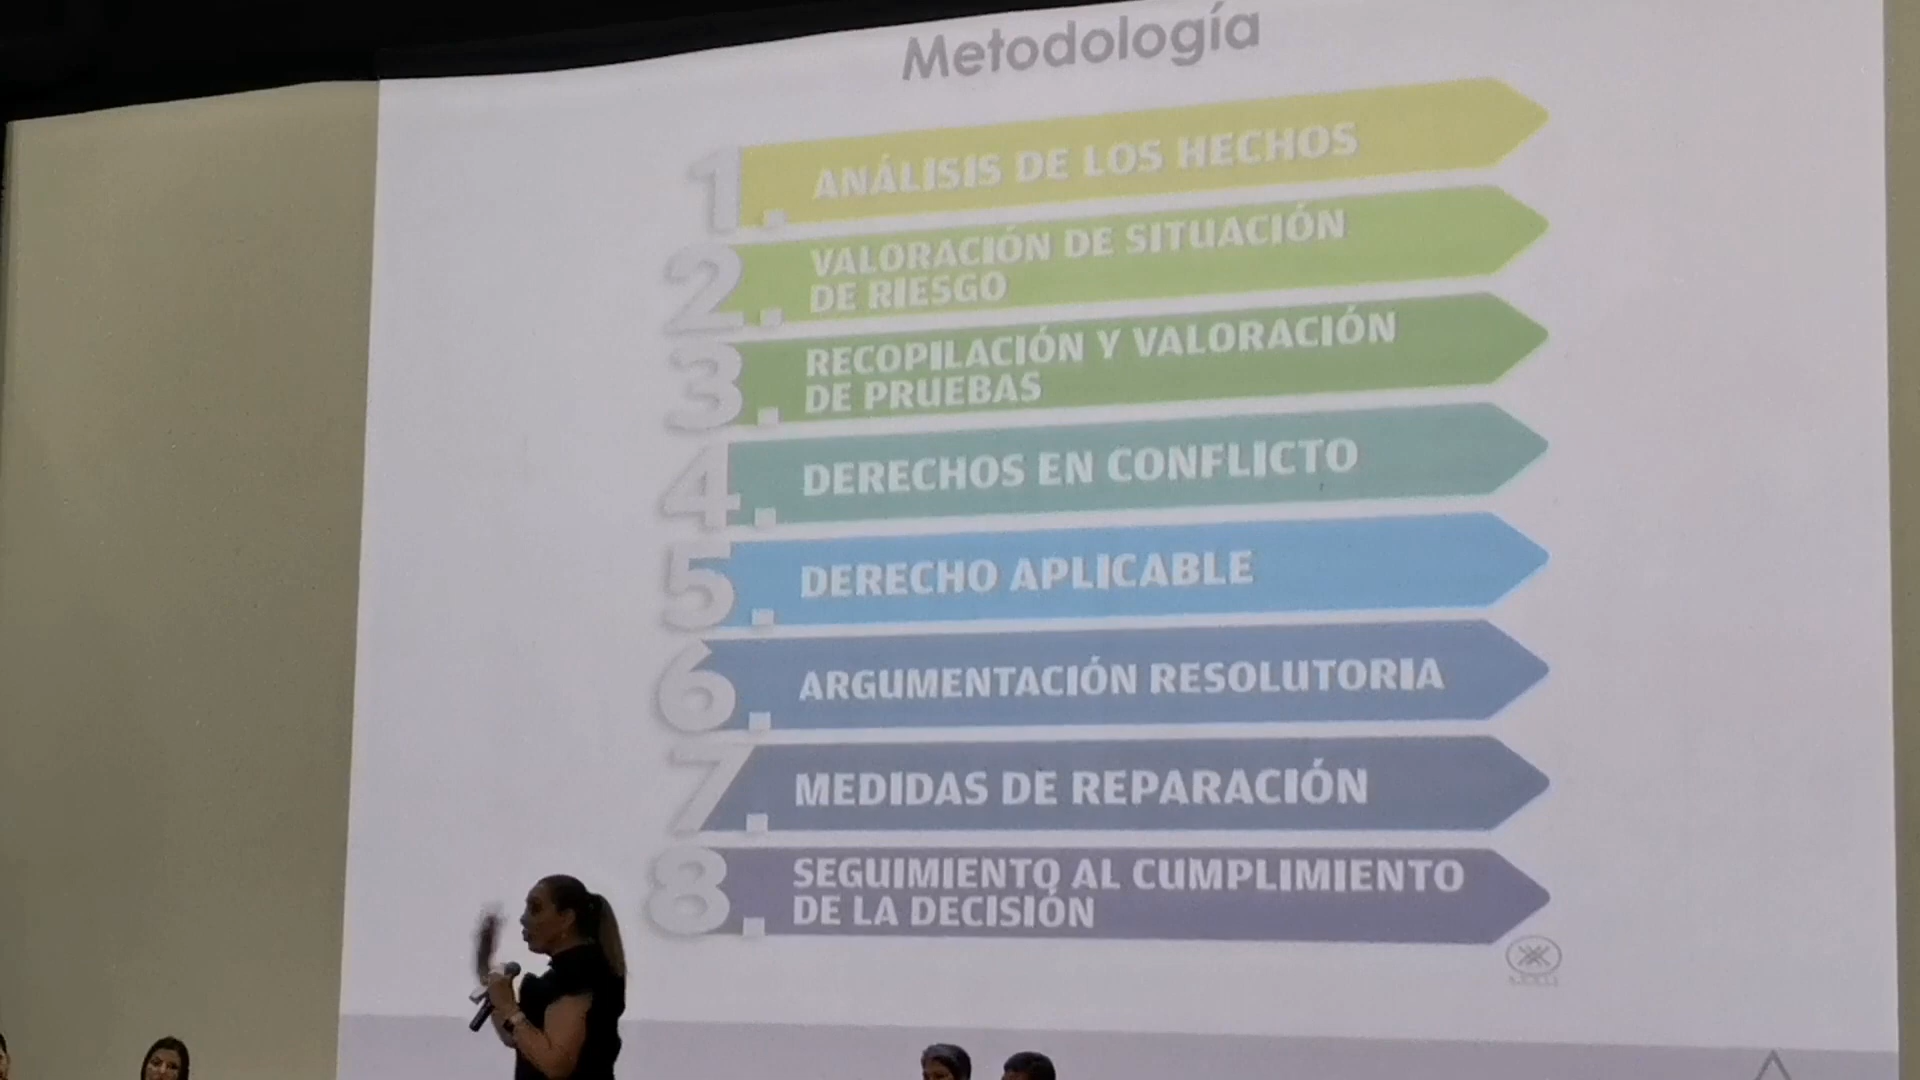 Metodología
1. ANÁLISIS DE LOS HECHOS
2. VALORACIÓN DE SITUACIÓN
DE RIESGO
3. RECOPILACIÓN Y VALORACIÓN
DE PRUEBAS
4. DERECHOS EN CONFLICTO
5. DERECHO APLICABLE
6. ARGUMENTACIÓN RESOLUTORIA
7. MEDIDAS DE REPARACIÓN
8. SEGUIMIENTO AL CUMPLIMIENTO
DE LA DECISIÓN